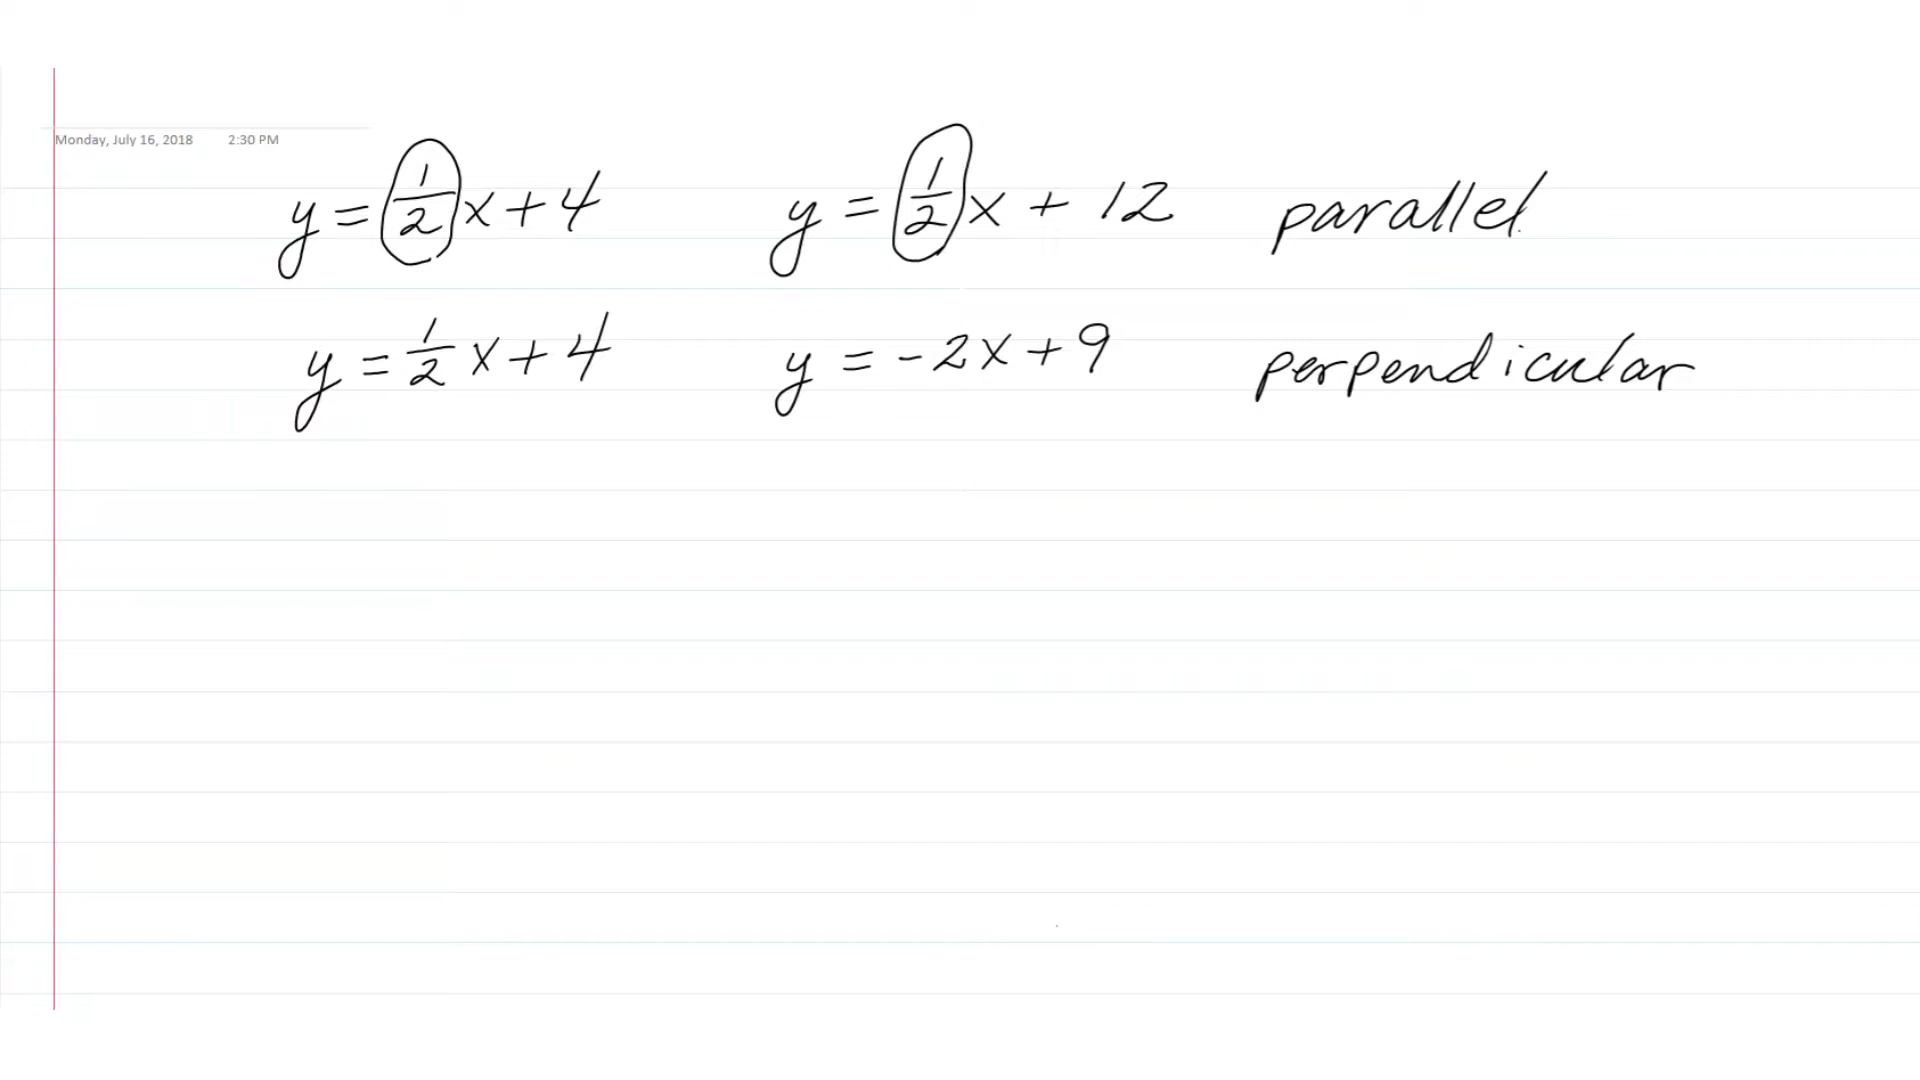 Monday, July 16, 2018 2:30 PM
y = 1/2 x + 4 y = 1/2 x + 12 parallel
y = 1/2 x + 4 y = -2x + 9 perpendicular